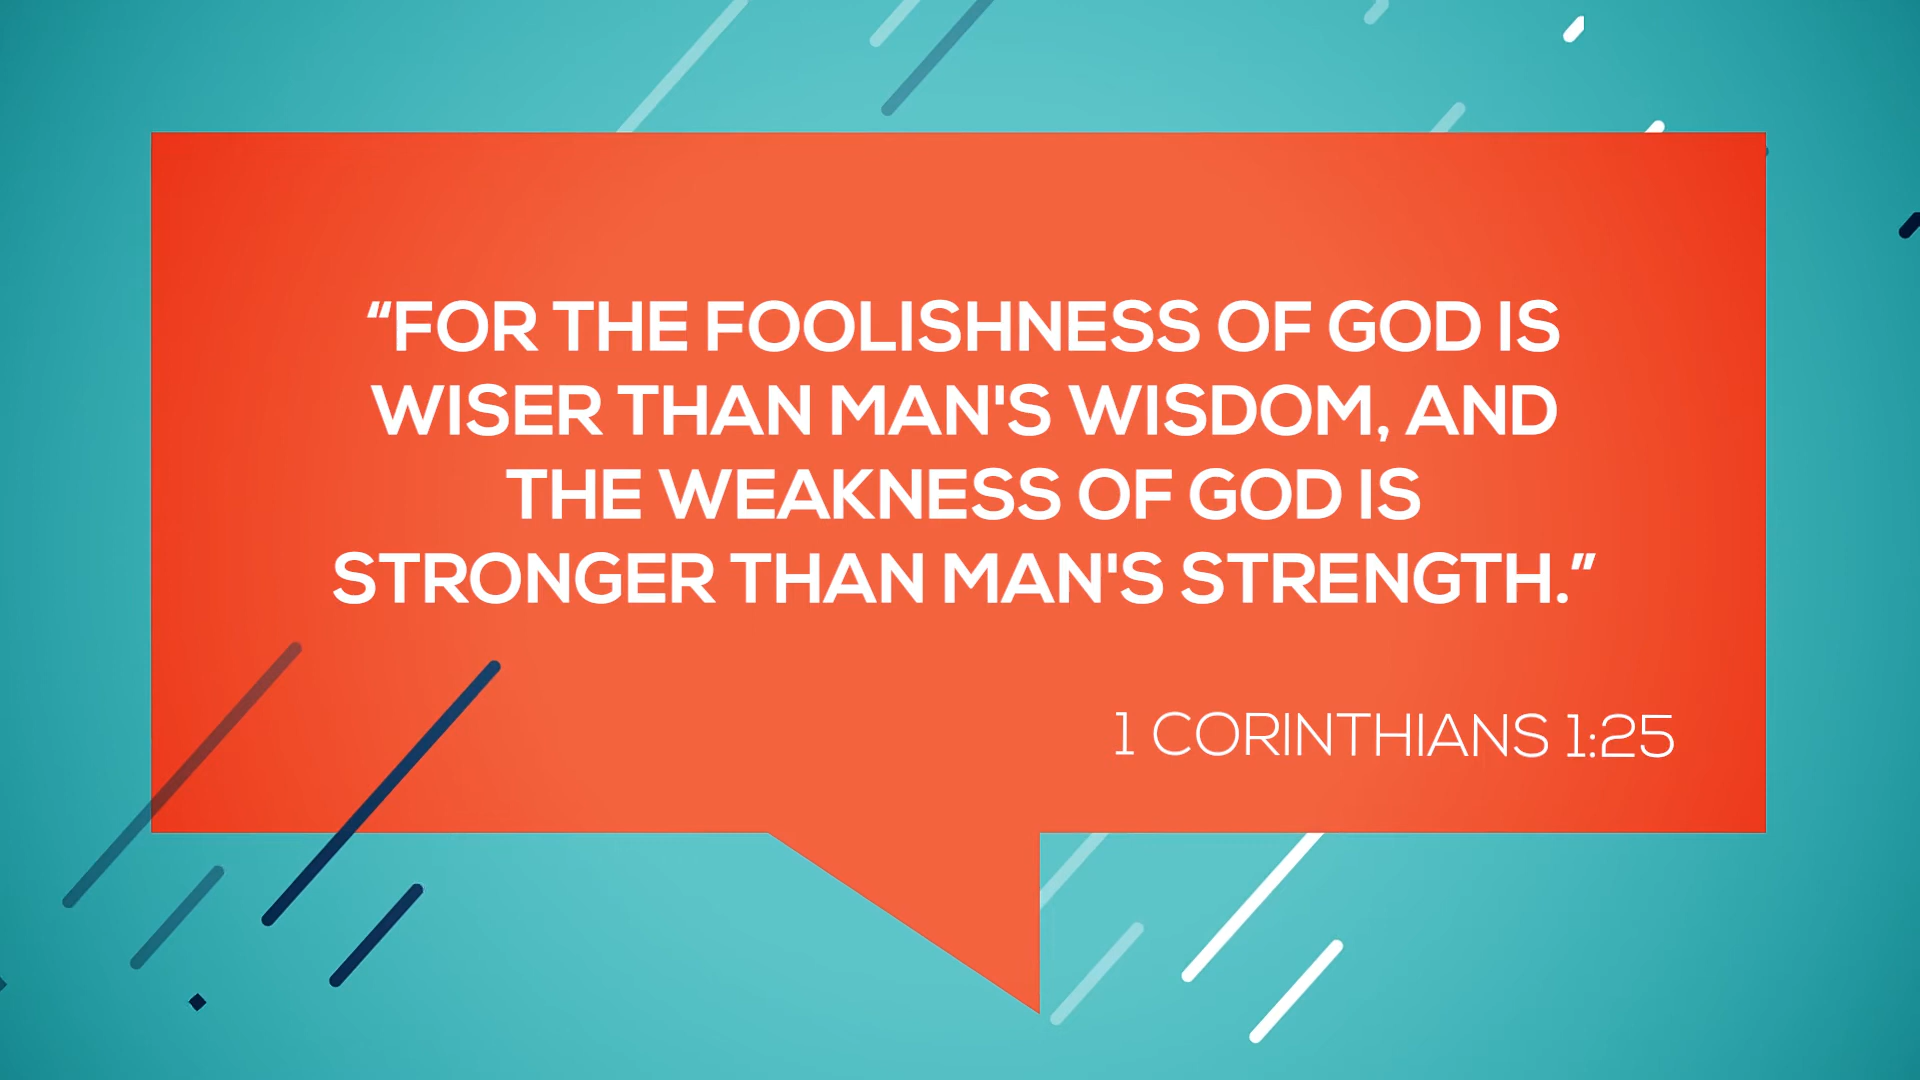 “FOR THE FOOLISHNESS OF GOD IS
WISER THAN MAN'S WISDOM, AND
THE WEAKNESS OF GOD IS
STRONGER THAN MAN'S STRENGTH.”
1 CORINTHIANS 1:25